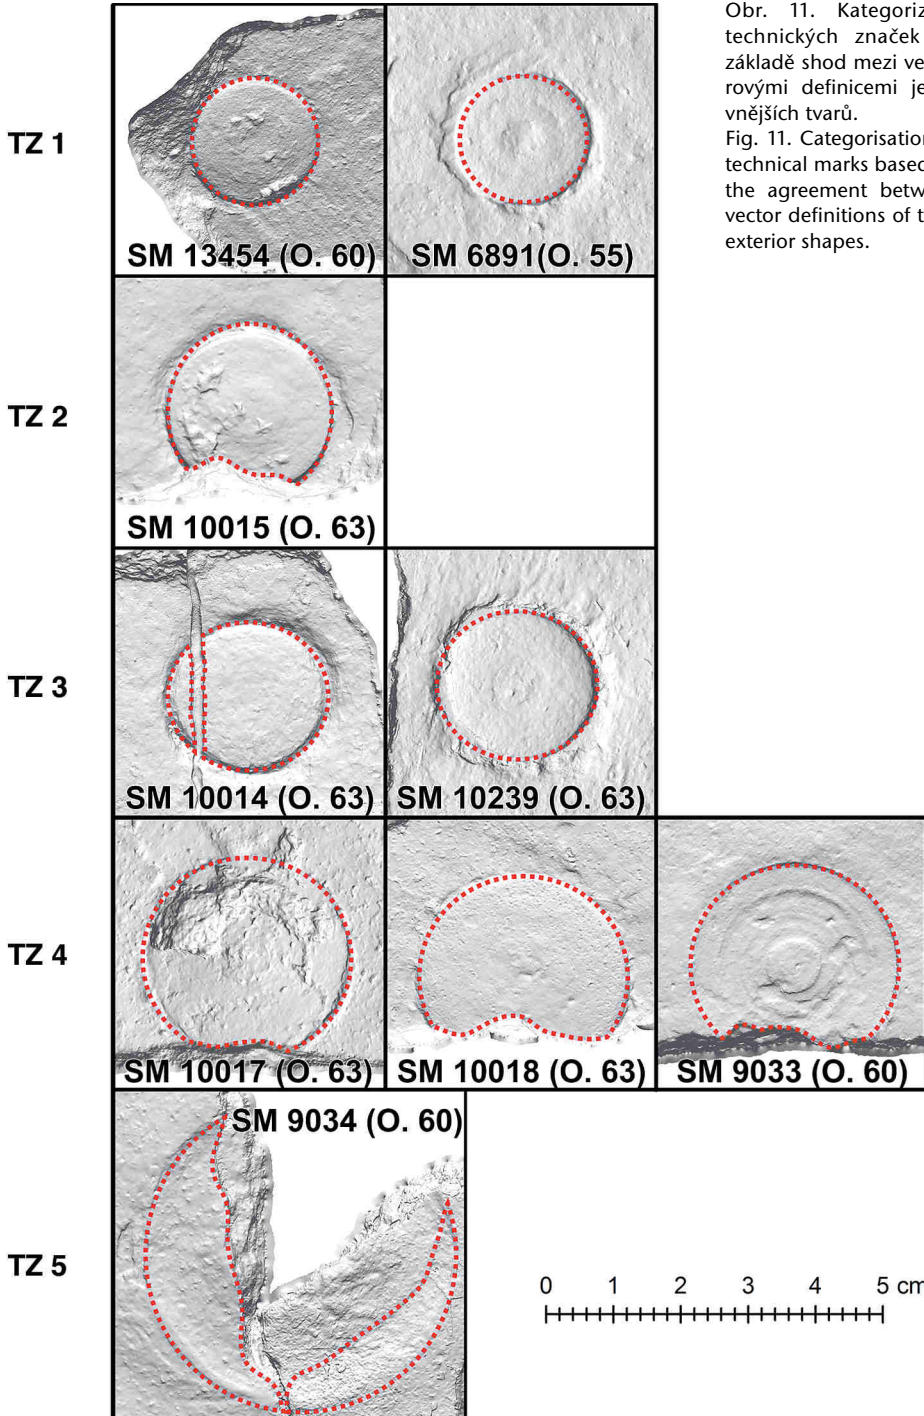 Obr. 11. Kategoriz
technických značek
základě shod mezi ve
rovými definicemi je
vnějších tvarů.
Fig. 11. Categorisation
technical marks based
the agreement betw
vector definitions of t
exterior shapes.
TZ 1
SM 13454 (O. 60)
SM 6891(O. 55)
TZ 2
SM 10015 (O. 63)
TZ 3
SM 10014 (O. 63)
SM 10239 (O. 63)
TZ 4
SM 10017 (O. 63)
SM 10018 (O. 63)
SM 9033 (O. 60)
TZ 5
SM 9034 (O. 60)
0 1 2 3 4 5 cm